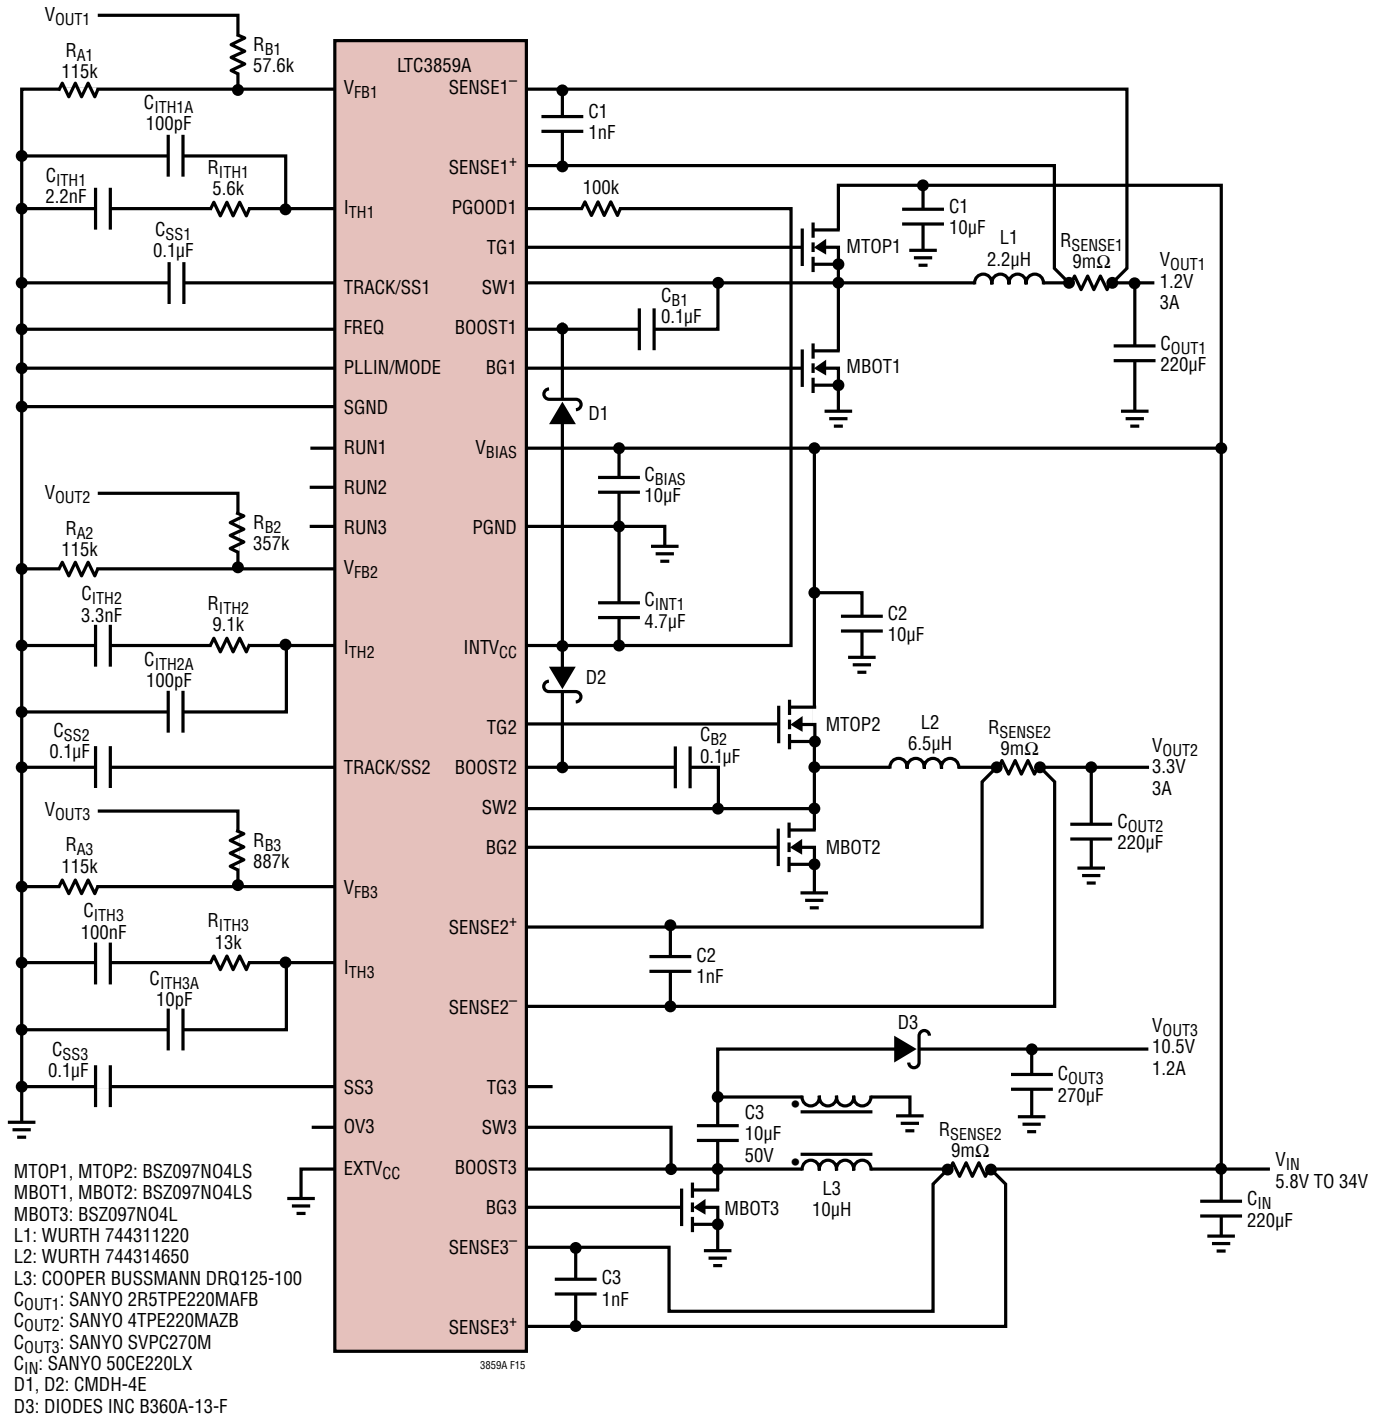 VOUT1
RA1
115k
RB1
57.6k
CITH1A
100pF
CITH1
2.2nF
RITH1
5.6k
CSS1
0.1µF
VOUT2
RA2
115k
RB2
357k
CITH2
3.3nF
RITH2
9.1k
CITH2A
100pF
CSS2
0.1µF
VOUT3
RA3
115k
RB3
887k
CITH3
100nF
RITH3
13k
CITH3A
10pF
CSS3
0.1µF
LTC3859A
VFB1
ITH1
TRACK/SS1
FREQ
PLLIN/MODE
SGND
RUN1
RUN2
RUN3
VFB2
ITH2
TRACK/SS2
VFB3
ITH3
SS3
OV3
EXTVCC
SENSE1–
SENSE1+
PGOOD1
TG1
SW1
BOOST1
BG1
VBIAS
PGND
INTVCC
TG2
BOOST2
SW2
BG2
SENSE2+
SENSE2–
TG3
SW3
BOOST3
BG3
SENSE3–
SENSE3+
C1
1nF
100k
C1
10µF
MTOP1
L1
2.2µH
RSENSE1
9mΩ
VOUT1
1.2V
3A
CB1
0.1µF
MBOT1
COUT1
220µF
D1
CBIAS
10µF
CINT1
4.7µF
C2
10µF
D2
MTOP2
L2
6.5µH
RSENSE2
9mΩ
VOUT2
3.3V
3A
CB2
0.1µF
MBOT2
COUT2
220µF
C2
1nF
D3
VOUT3
10.5V
1.2A
COUT3
270µF
C3
10µF
50V
RSENSE2
9mΩ
L3
10µH
MBOT3
VIN
5.8V TO 34V
CIN
220µF
C3
1nF
MTOP1, MTOP2: BSZ097NO4LS
MBOT1, MBOT2: BSZ097NO4LS
MBOT3: BSZ097NO4L
L1: WURTH 744311220
L2: WURTH 744314650
L3: COOPER BUSSMANN DRQ125-100
COUT1: SANYO 2R5TPE220MAFB
COUT2: SANYO 4TPE220MAZB
COUT3: SANYO SVPC270M
CIN: SANYO 50CE220LX
D1, D2: CMDH-4E
D3: DIODES INC B360A-13-F
3859A F15